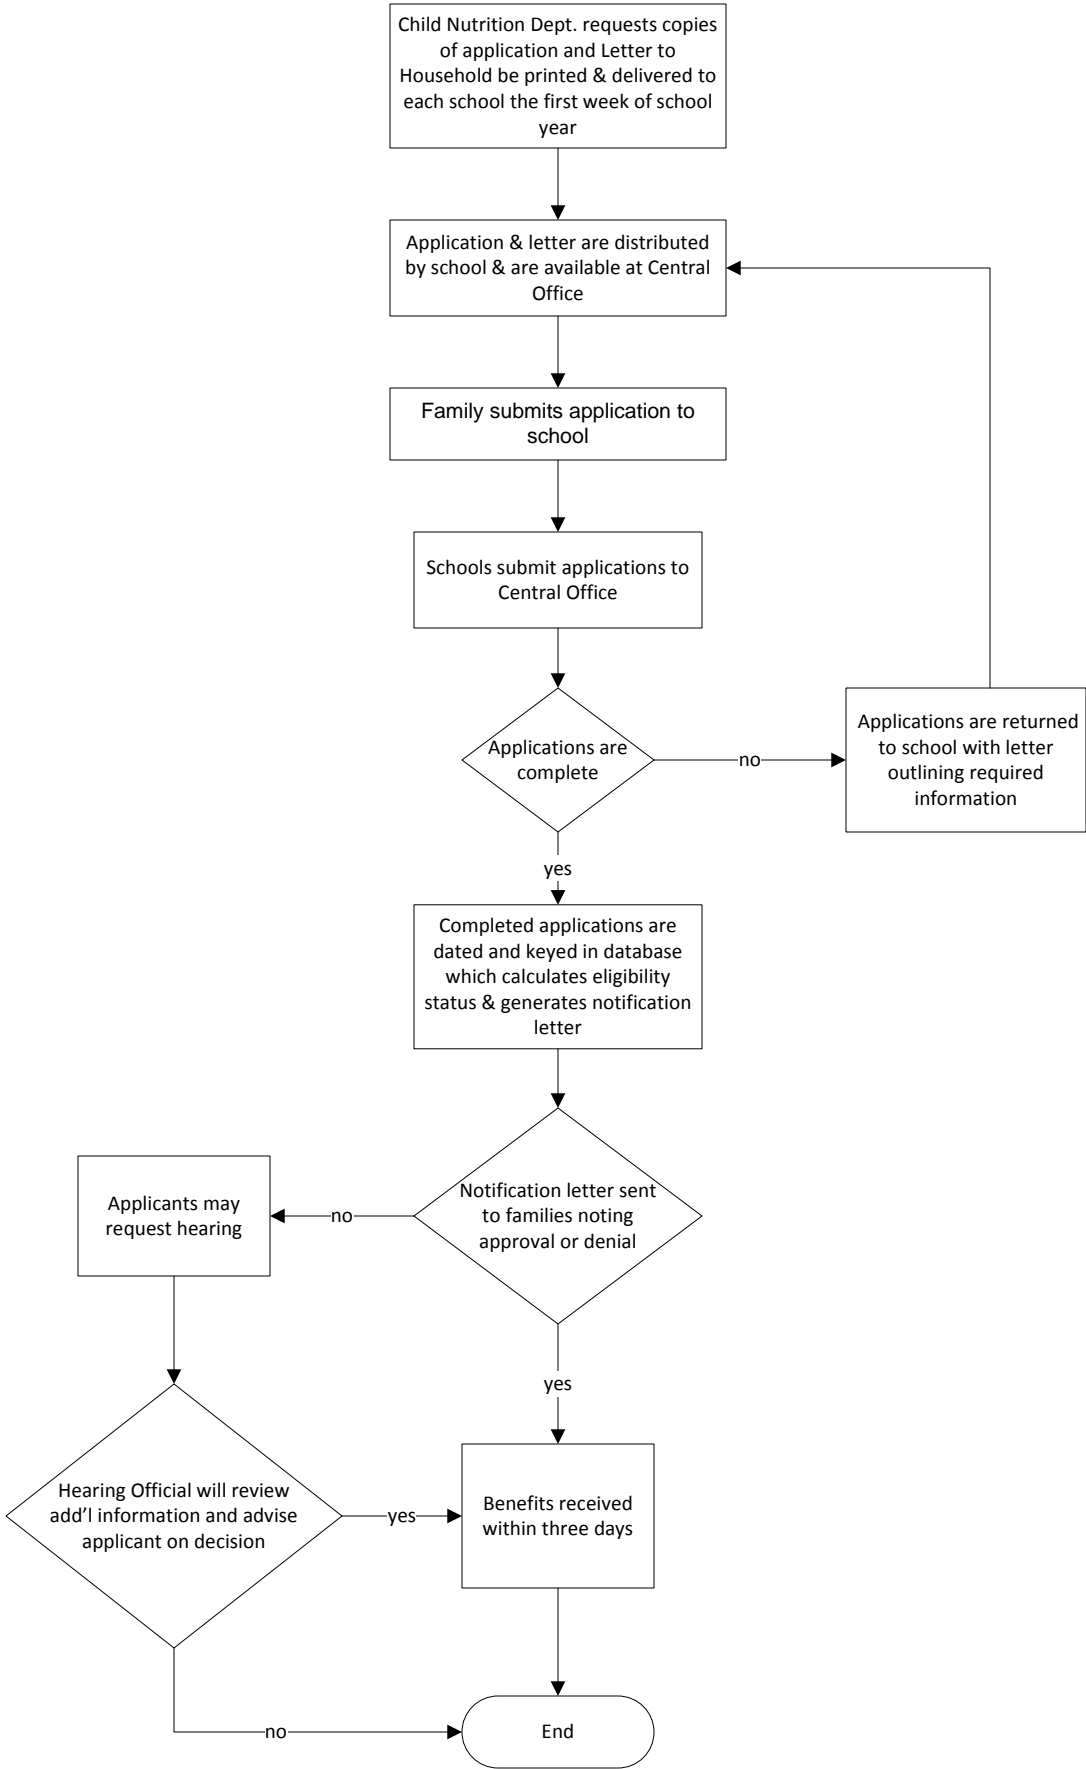 Child Nutrition Dept. requests copies
of application and Letter to
Household be printed & delivered to
each school the first week of school
year
Application & letter are distributed
by school & are available at Central
Office
Family submits application to
school
Schools submit applications to
Central Office
Applications are
complete
no
Applications are returned
to school with letter
outlining required
information
yes
Completed applications are
dated and keyed in database
which calculates eligibility
status & generates notification
letter
Notification letter sent
to families noting
approval or denial
no
Applicants may
request hearing
yes
Hearing Official will review
add’l information and advise
applicant on decision
yes
Benefits received
within three days
no
End